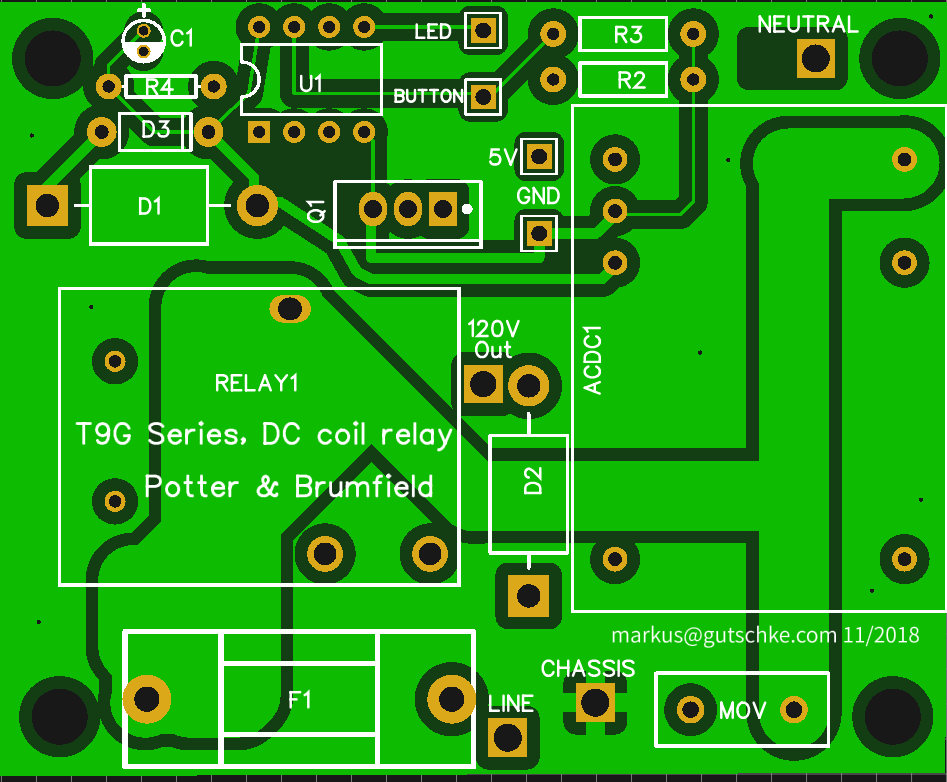 +
C1
LED
R3
NEUTRAL
R4
U1
BUTTON
R2
D3
5V
D1
Q1
GND
120V
Out
ACDC1
RELAY1
T9G Series, DC coil relay
Potter & Brumfield
D2
markus@gutschke.com 11/2018
CHASSIS
F1
LINE
MOV